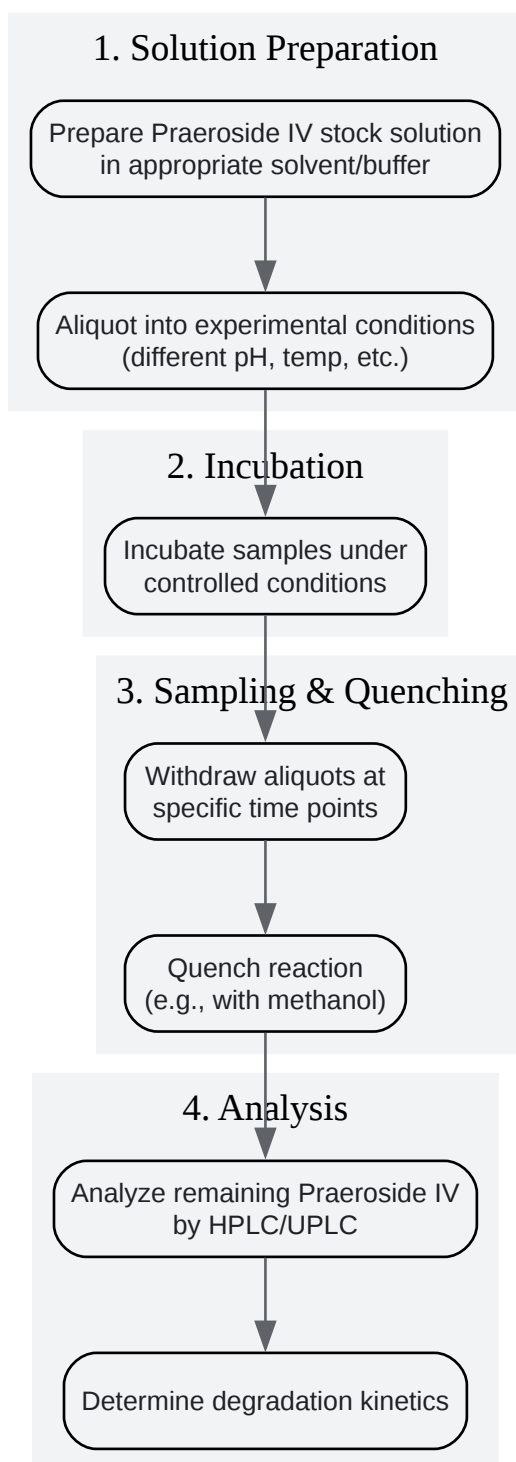 1. Solution Preparation
Prepare Praeroside IV stock solution
in appropriate solvent/buffer
Aliquot into experimental conditions
(different pH, temp, etc.)
2. Incubation
Incubate samples under
controlled conditions
3. Sampling & Quenching
Withdraw aliquots at
specific time points
Quench reaction
(e.g., with methanol)
4. Analysis
Analyze remaining Praeroside IV
by HPLC/UPLC
Determine degradation kinetics